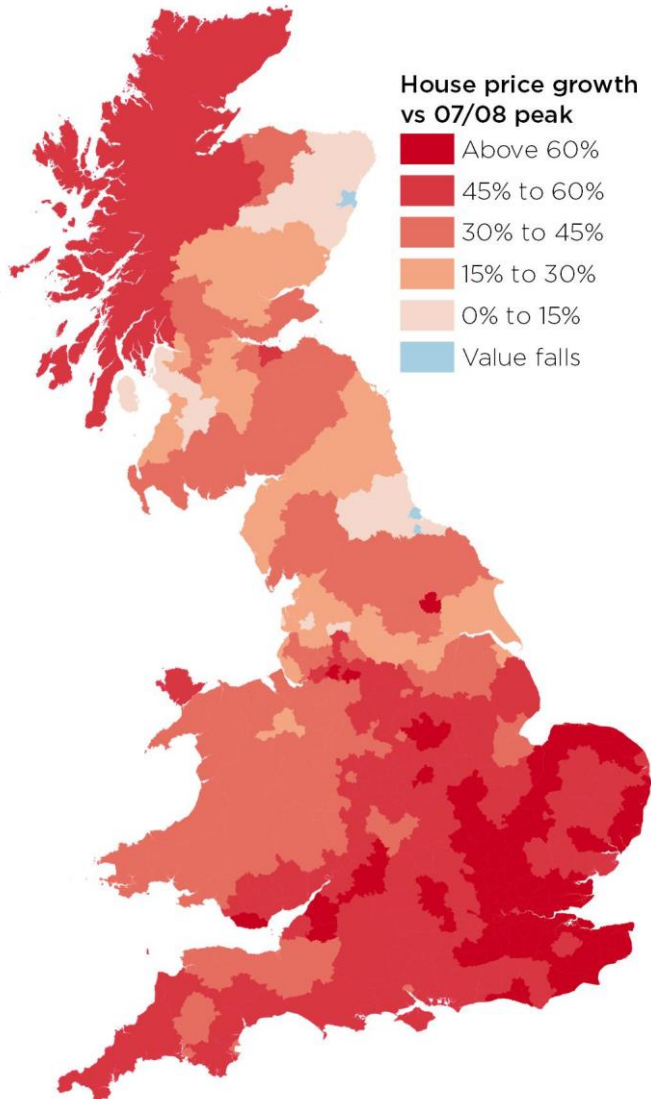 House price growth
vs 07/08 peak
Above 60%
45% to 60%
30% to 45%
15% to 30%
0% to 15%
Value falls